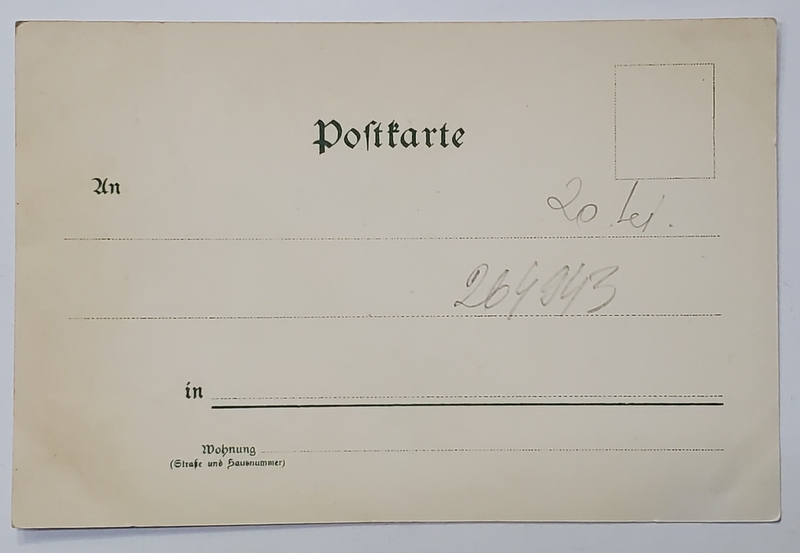 Postkarte
An
20 lei.
264943
in
Wohnung
(Straße und Hausnummer)